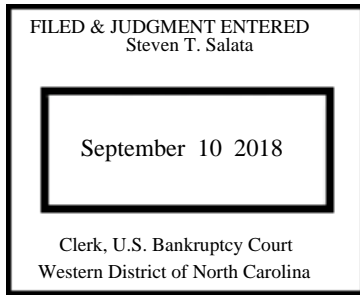 FILED & JUDGMENT ENTERED
Steven T. Salata
September 10 2018
Clerk, U.S. Bankruptcy Court
Western District of North Carolina